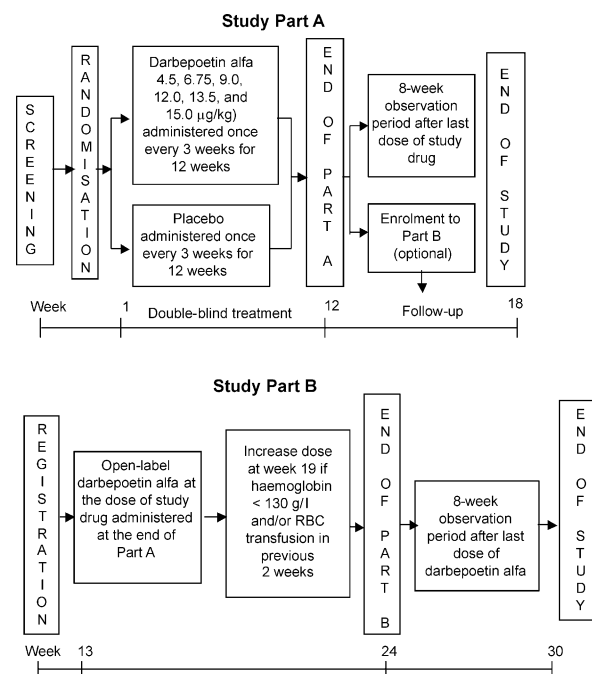 Study Part A
SCREENING
RANDOMISATION
Darbepoetin alfa
4.5, 6.75, 9.0,
12.0, 13.5, and
15.0 µg/kg)
administered once
every 3 weeks for
12 weeks
Placebo
administered once
every 3 weeks for
12 weeks
END OF PART A
8-week
observation
period after last
dose of study
drug
Enrolment to
Part B
(optional)
END OF STUDY
Week
1
Double-blind treatment
12
Follow-up
18
Study Part B
REGISTRATION
Open-label
darbepoetin alfa at
the dose of study
drug administered
at the end of
Part A
Increase dose
at week 19 if
haemoglobin
< 130 g/l
and/or RBC
transfusion in
previous
2 weeks
END OF PART B
8-week
observation
period after last
dose of
darbepoetin alfa
END OF STUDY
Week
13
24
30